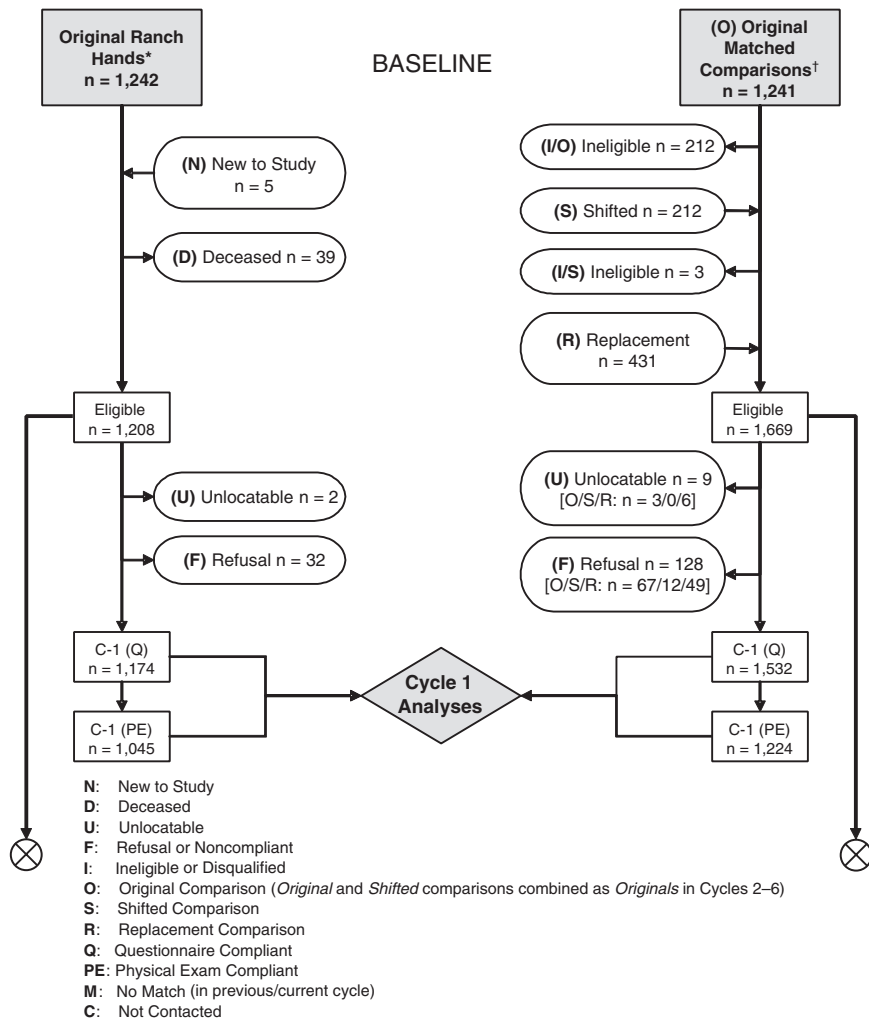 BASELINE
Original Ranch
Hands*
n = 1,242
(N) New to Study
n = 5
(D) Deceased n = 39
Eligible
n = 1,208
(U) Unlocatable n = 2
(F) Refusal n = 32
C-1 (Q)
n = 1,174
C-1 (PE)
n = 1,045
(O) Original
Matched
Comparisons†
n = 1,241
(I/O) Ineligible n = 212
(S) Shifted n = 212
(I/S) Ineligible n = 3
(R) Replacement
n = 431
Eligible
n = 1,669
(U) Unlocatable n = 9
[O/S/R: n = 3/0/6]
(F) Refusal n = 128
[O/S/R: n = 67/12/49]
C-1 (Q)
n = 1,532
C-1 (PE)
n = 1,224
Cycle 1
Analyses
N: New to Study
D: Deceased
U: Unlocatable
F: Refusal or Noncompliant
I: Ineligible or Disqualified
O: Original Comparison (Original and Shifted comparisons combined as Originals in Cycles 2–6)
S: Shifted Comparison
R: Replacement Comparison
Q: Questionnaire Compliant
PE: Physical Exam Compliant
M: No Match (in previous/current cycle)
C: Not Contacted